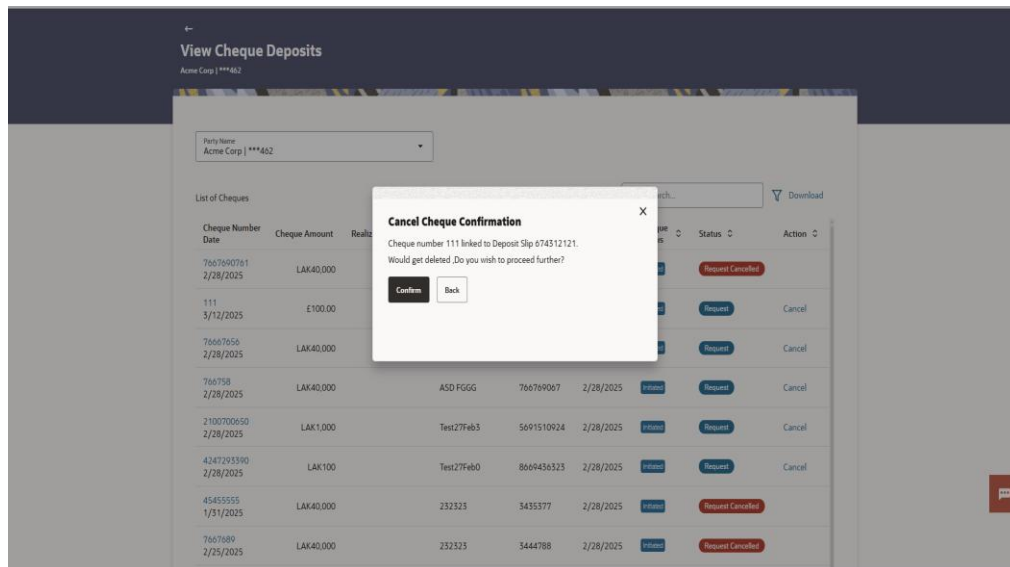 ←
View Cheque Deposits
Acme Corp | ***462
Party Name
Acme Corp | ***462
List of Cheques
Download
Cheque Number
Date
Cheque Amount
Status
Action
Cancel Cheque Confirmation
X
Cheque number 111 linked to Deposit Slip 674312121.
Would get deleted ,Do you wish to proceed further?
Confirm Back
7667690761
2/28/2025
LAK40,000
Request Cancelled
111
3/12/2025
£100.00
Request
Cancel
76667656
2/28/2025
LAK40,000
Request
Cancel
766758
2/28/2025
LAK40,000 ASD FGGG 766769067 2/28/2025 Initiated Request Cancel
2100700650
2/28/2025
LAK1,000 Test27Feb3 5691510924 2/28/2025 Initiated Request Cancel
4247293390
2/28/2025
LAK100 Test27Feb0 8669436323 2/28/2025 Initiated Request Cancel
45455555
1/31/2025
LAK40,000 232323 3435377 2/28/2025 Initiated Request Cancelled
7667689
2/25/2025
LAK40,000 232323 3444788 2/28/2025 Initiated Request Cancelled